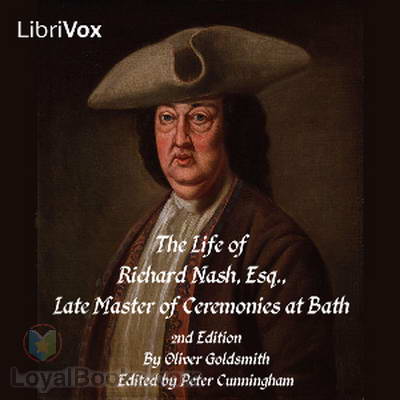 LibriVox
The Life of
Richard Nash, Esq.,
Late Master of Ceremonies at Bath
2nd Edition
By Oliver Goldsmith
Edited by Peter Cunningham